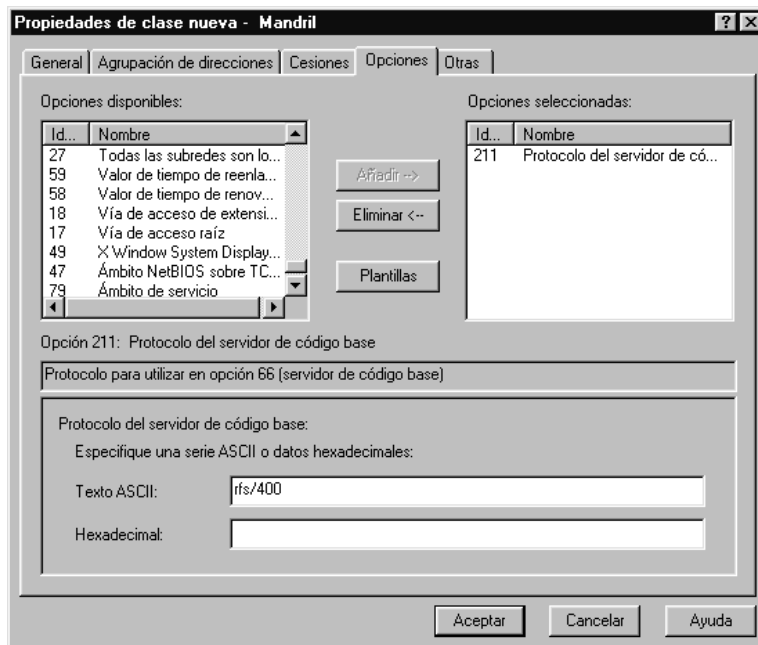 Propiedades de clase nueva - Mandril
General Agrupación de direcciones Cesiones Opciones Otras
Opciones disponibles: Opciones seleccionadas:
Id... Nombre Id... Nombre
27 Todas las subredes son lo... 211 Protocolo del servidor de có...
59 Valor de tiempo de reenla... Añadir -->
58 Valor de tiempo de renov...
18 Vía de acceso de extensi... Eliminar <--
17 Vía de acceso raíz
49 X Window System Display...
47 Ámbito NetBIOS sobre TC... Plantillas
79 Ámbito de servicio
Opción 211: Protocolo del servidor de código base
Protocolo para utilizar en opción 66 (servidor de código base)
Protocolo del servidor de código base:
Especifique una serie ASCII o datos hexadecimales:
Texto ASCII: rfs/400
Hexadecimal:
Aceptar Cancelar Ayuda